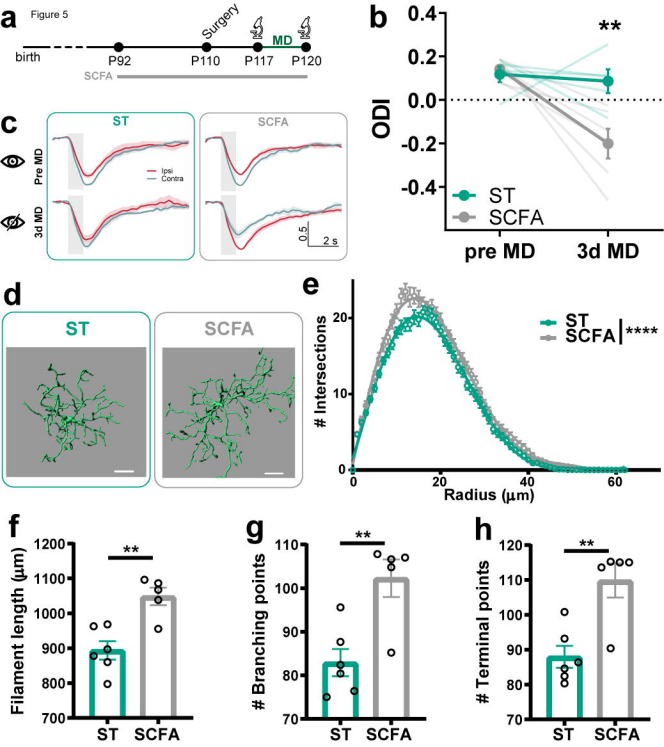 Figure 5
a
birth
Surgery
MD
P92
P110
P117
P120
SCFA
b
**
ODI
0.4
0.2
0.0
-0.2
-0.4
ST
SCFA
pre MD
3d MD
c
ST
SCFA
Pre MD
Ipsi
Contra
3d MD
0.5
2 s
d
ST
SCFA
e
# Intersections
20
10
0
ST
SCFA
****
0
20
40
60
Radius (μm)
f
**
Filament length (μm)
1200
1100
1000
900
800
700
ST
SCFA
g
**
# Branching points
110
100
90
80
70
ST
SCFA
h
**
# Terminal points
120
110
100
90
80
70
ST
SCFA